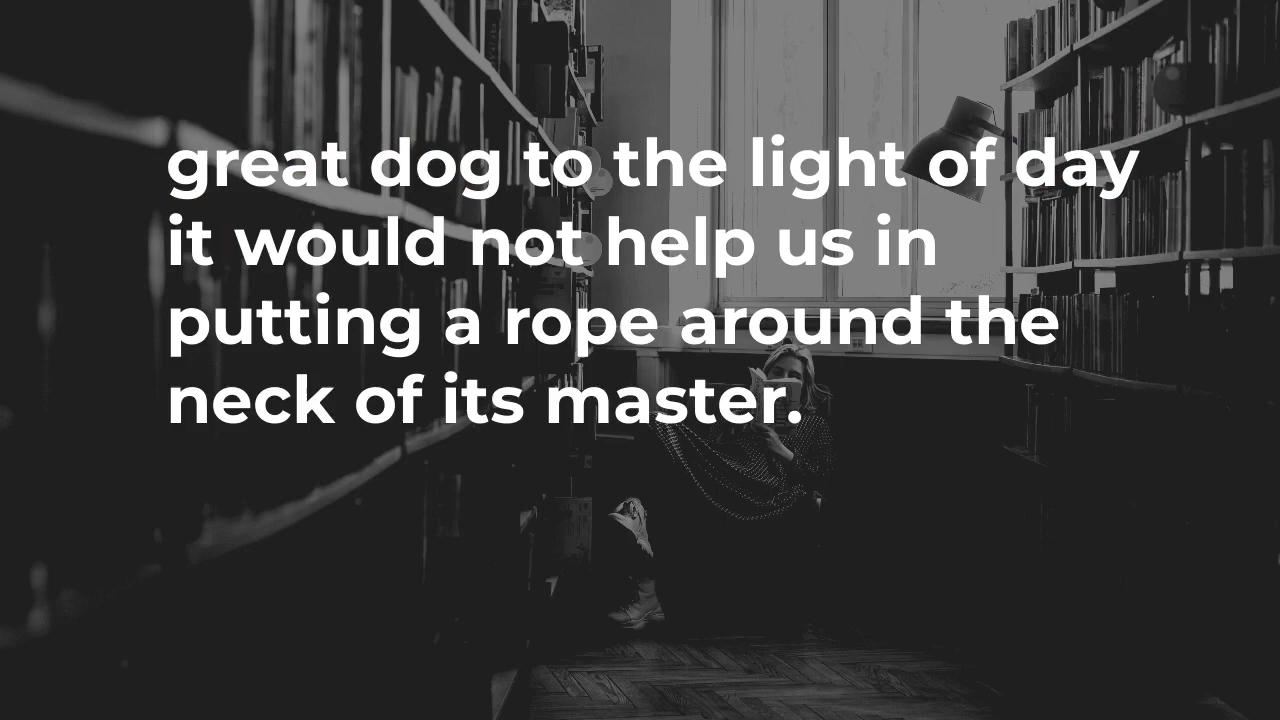 great dog to the light of day
it would not help us in
putting a rope around the
neck of its master.